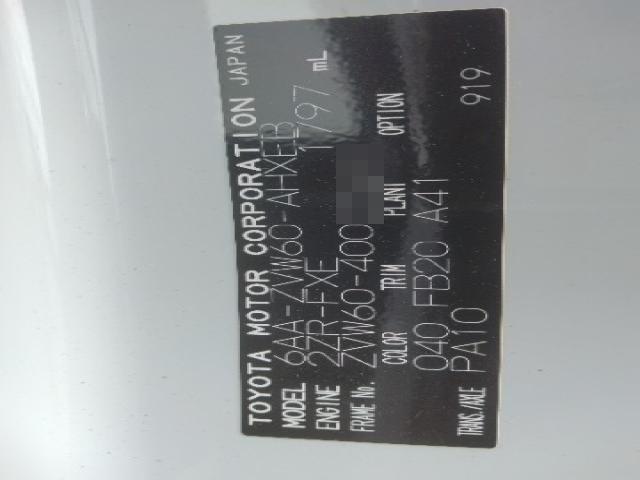 TOYOTA MOTOR CORPORATION JAPAN
MODEL 6AA-ZVW60-AHXEB
ENGINE 2ZR-FXE 1797 mL
FRAME No. ZVW60-400
COLOR TRIM PLANT OPTION
040 FB20 A41
TRANS./AXLE PA10 919